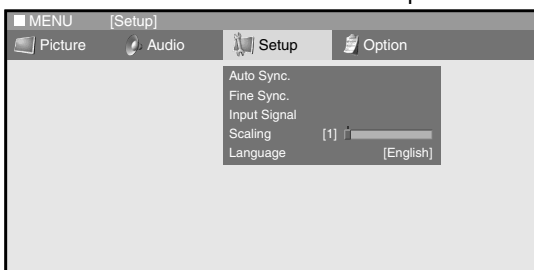 MENU [Setup]
Picture Audio Setup Option
Auto Sync.
Fine Sync.
Input Signal
Scaling [1]
Language [English]